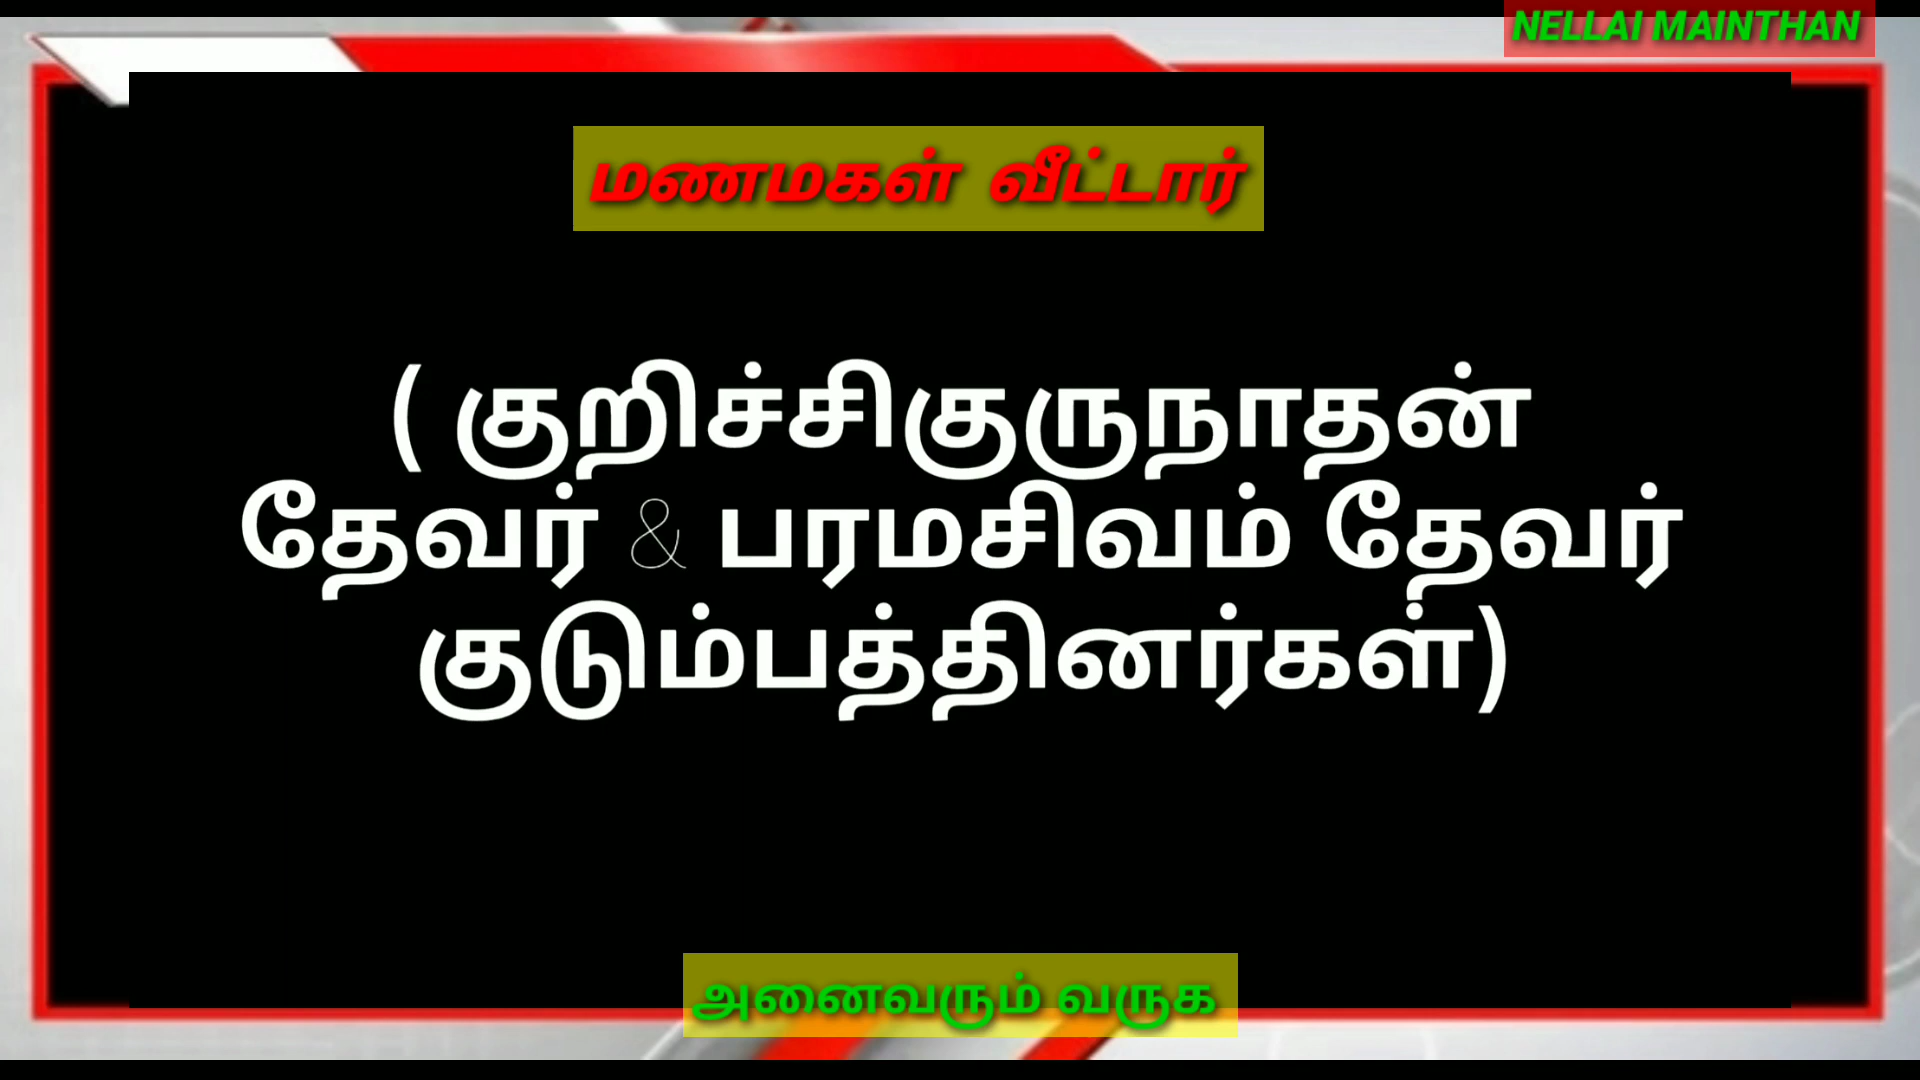 NELLAI MAINTHAN
மணமகள் வீட்டார்
( குறிச்சிகுருநாதன்
தேவர் & பரமசிவம் தேவர்
குடும்பத்தினர்கள்)
அனைவரும் வருக